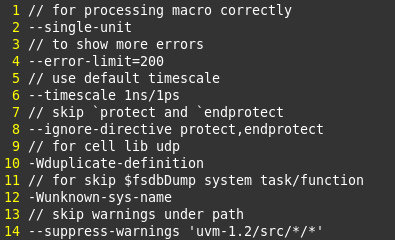 1 // for processing macro correctly
2 --single-unit
3 // to show more errors
4 --error-limit=200
5 // use default timescale
6 --timescale 1ns/1ps
7 // skip `protect and `endprotect
8 --ignore-directive protect,endprotect
9 // for cell lib udp
10 -Wduplicate-definition
11 // for skip $fsdbDump system task/function
12 -Wunknown-sys-name
13 // skip warnings under path
14 --suppress-warnings 'uvm-1.2/src/*/*'